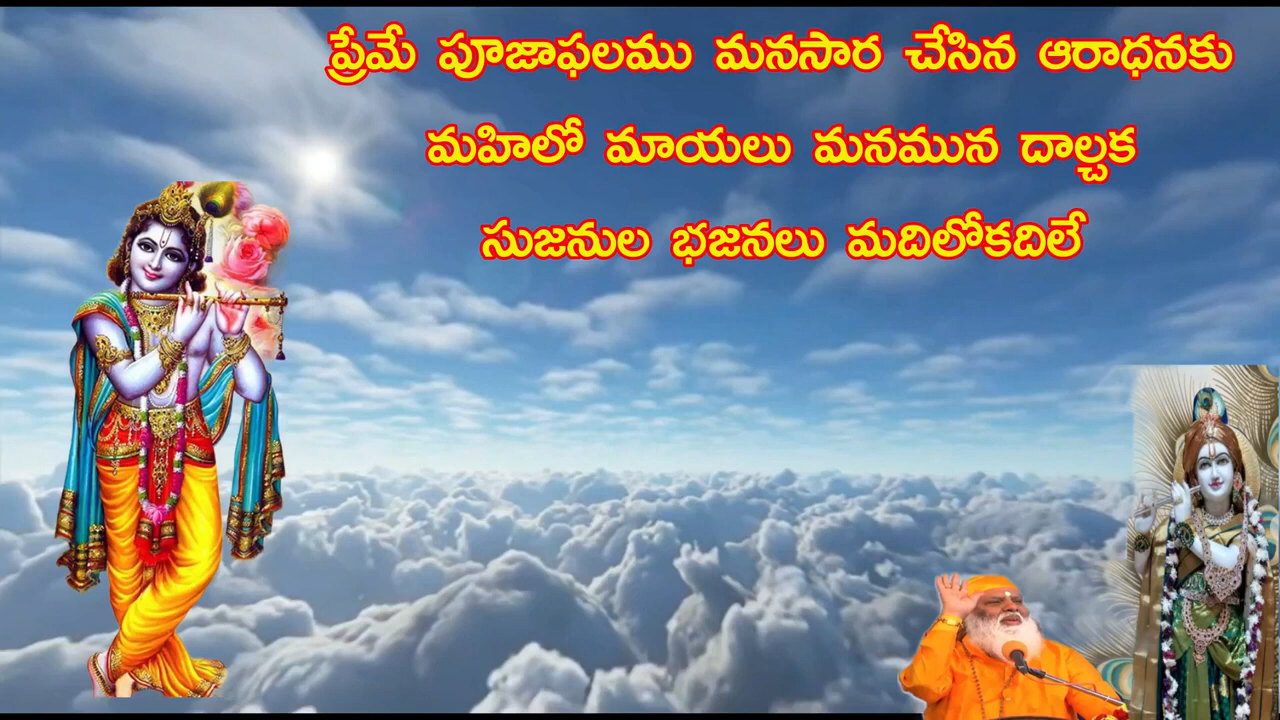 ప్రేమే పూజాఫలము మనసార చేసిన ఆరాధనకు
మహిలో మాయలు మనమున దాల్చక
సుజనుల భజనలు మదిలోకదిలే